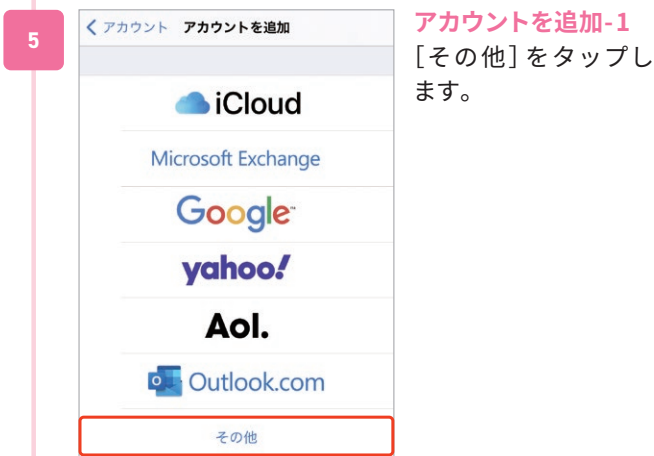 5
アカウント アカウントを追加
iCloud
Microsoft Exchange
Google
yahoo!
Aol.
Outlook.com
その他
アカウントを追加-1
[その他]をタップし
ます。